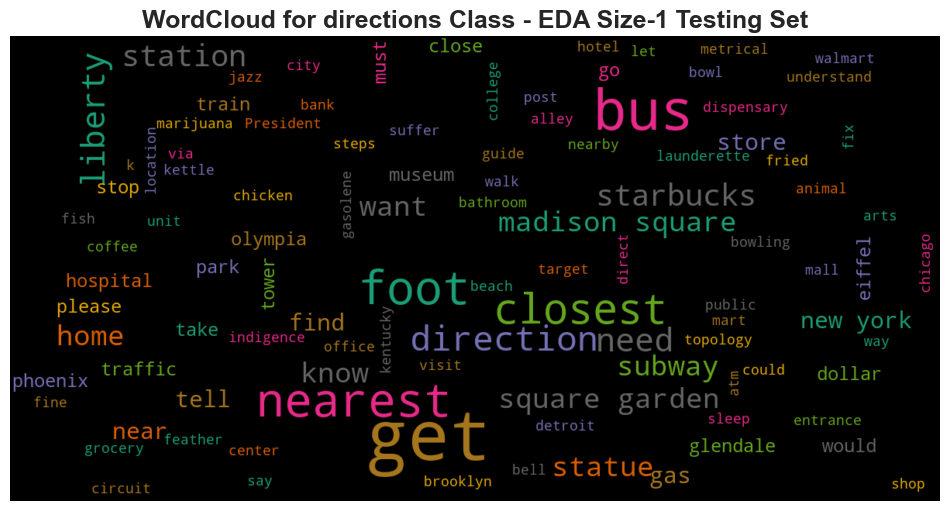 WordCloud for directions Class - EDA Size-1 Testing Set
station
liberty
close
must
hotel
let
metrical
walmart
city
jazz
go
bowl
understand
college
train
bank
post
bus
dispensary
marijuana
President
alley
suffer
steps
nearby
store
fix
location
via
k
kettle
guide
launderette
fried
stop
chicken
museum
walk
starbucks
animal
gasolene
want
bathroom
fish
unit
madison square
arts
coffee
olympia
direct
bowling
eiffel
chicago
park
tower
hospital
foot
beach
target
mall
please
closest
public
mart
new york
home
take
find
indigence
office
kentucky
direction
need
topology
way
traffic
know
visit
subway
atm
could
dollar
phoenix
fine
tell
nearest
square garden
sleep
entrance
near
feather
grocery
center
get
detroit
glendale
would
bell
statue
gas
circuit
say
brooklyn
shop